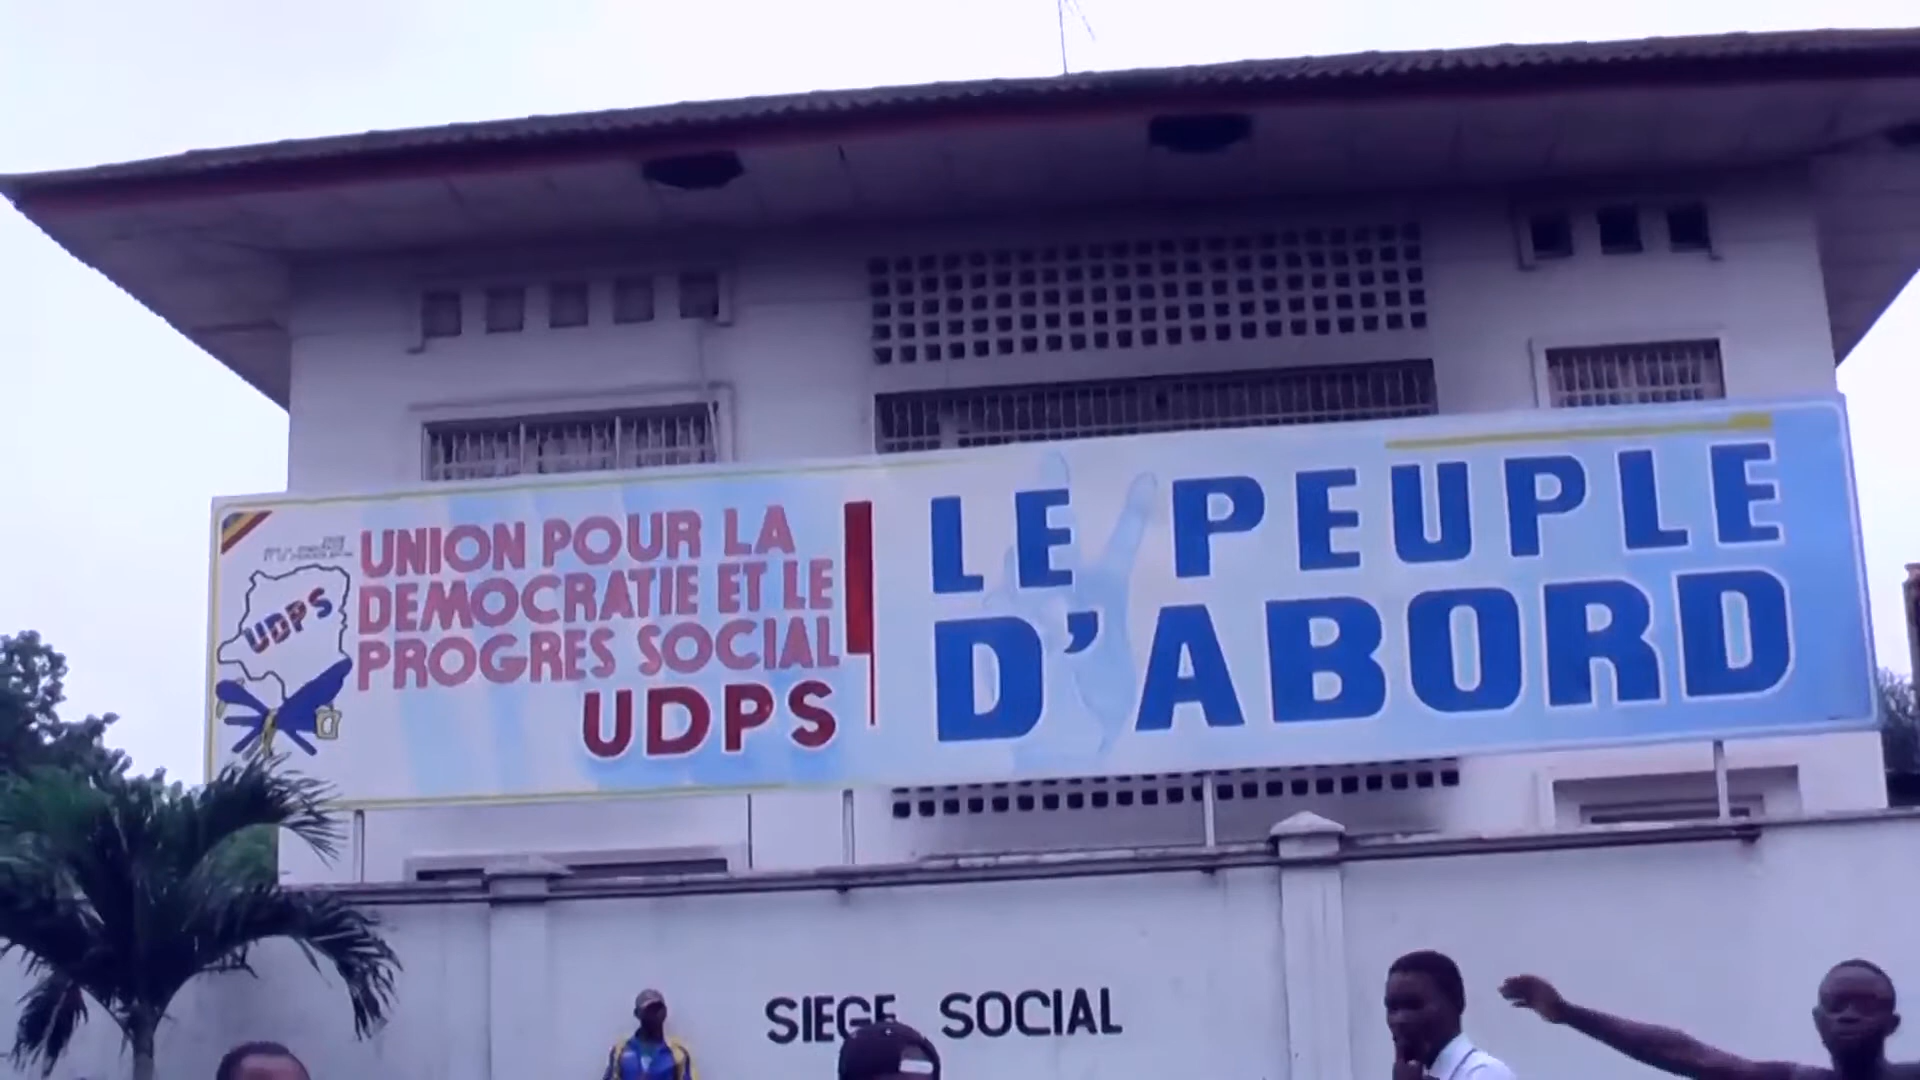 UDPS
UNION POUR LA
DEMOCRATIE ET LE
PROGRES SOCIAL
UDPS
LE PEUPLE
D'ABORD
SIEGE SOCIAL